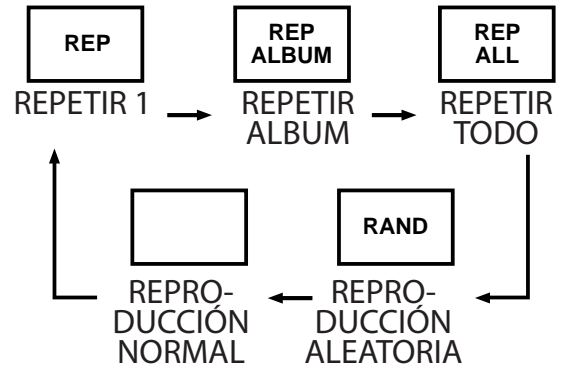 REP
REPETIR 1
REP
ALBUM
REPETIR
ALBUM
REP
ALL
REPETIR
TODO
RAND
REPRO-
DUCCIÓN
ALEATORIA
REPRO-
DUCCIÓN
NORMAL